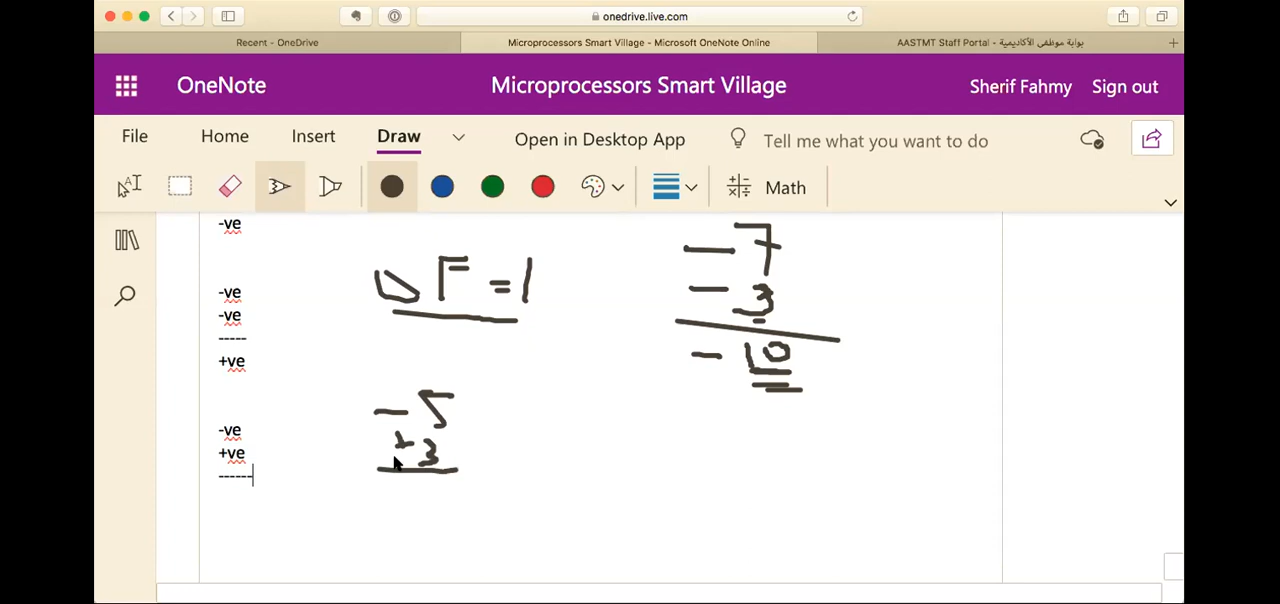 onedrive.live.com
Recent - OneDrive
Microprocessors Smart Village - Microsoft OneNote Online
AASTMT Staff Portal - بوابة موظفي الأكاديمية
OneNote
Microprocessors Smart Village
Sherif Fahmy
Sign out
File
Home
Insert
Draw
Open in Desktop App
Tell me what you want to do
Math
-ve
-ve
-ve
-----
+ve
-ve
+ve
------
OF = 1
- 5
+ 3
- 7
- 3
- 10